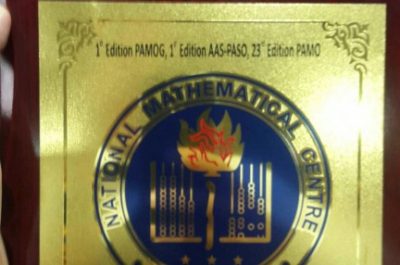 1st Edition PAMOG, 1st Edition AAS-PASO, 23rd Edition PAMO
NATIONAL MATHEMATICAL CENTRE